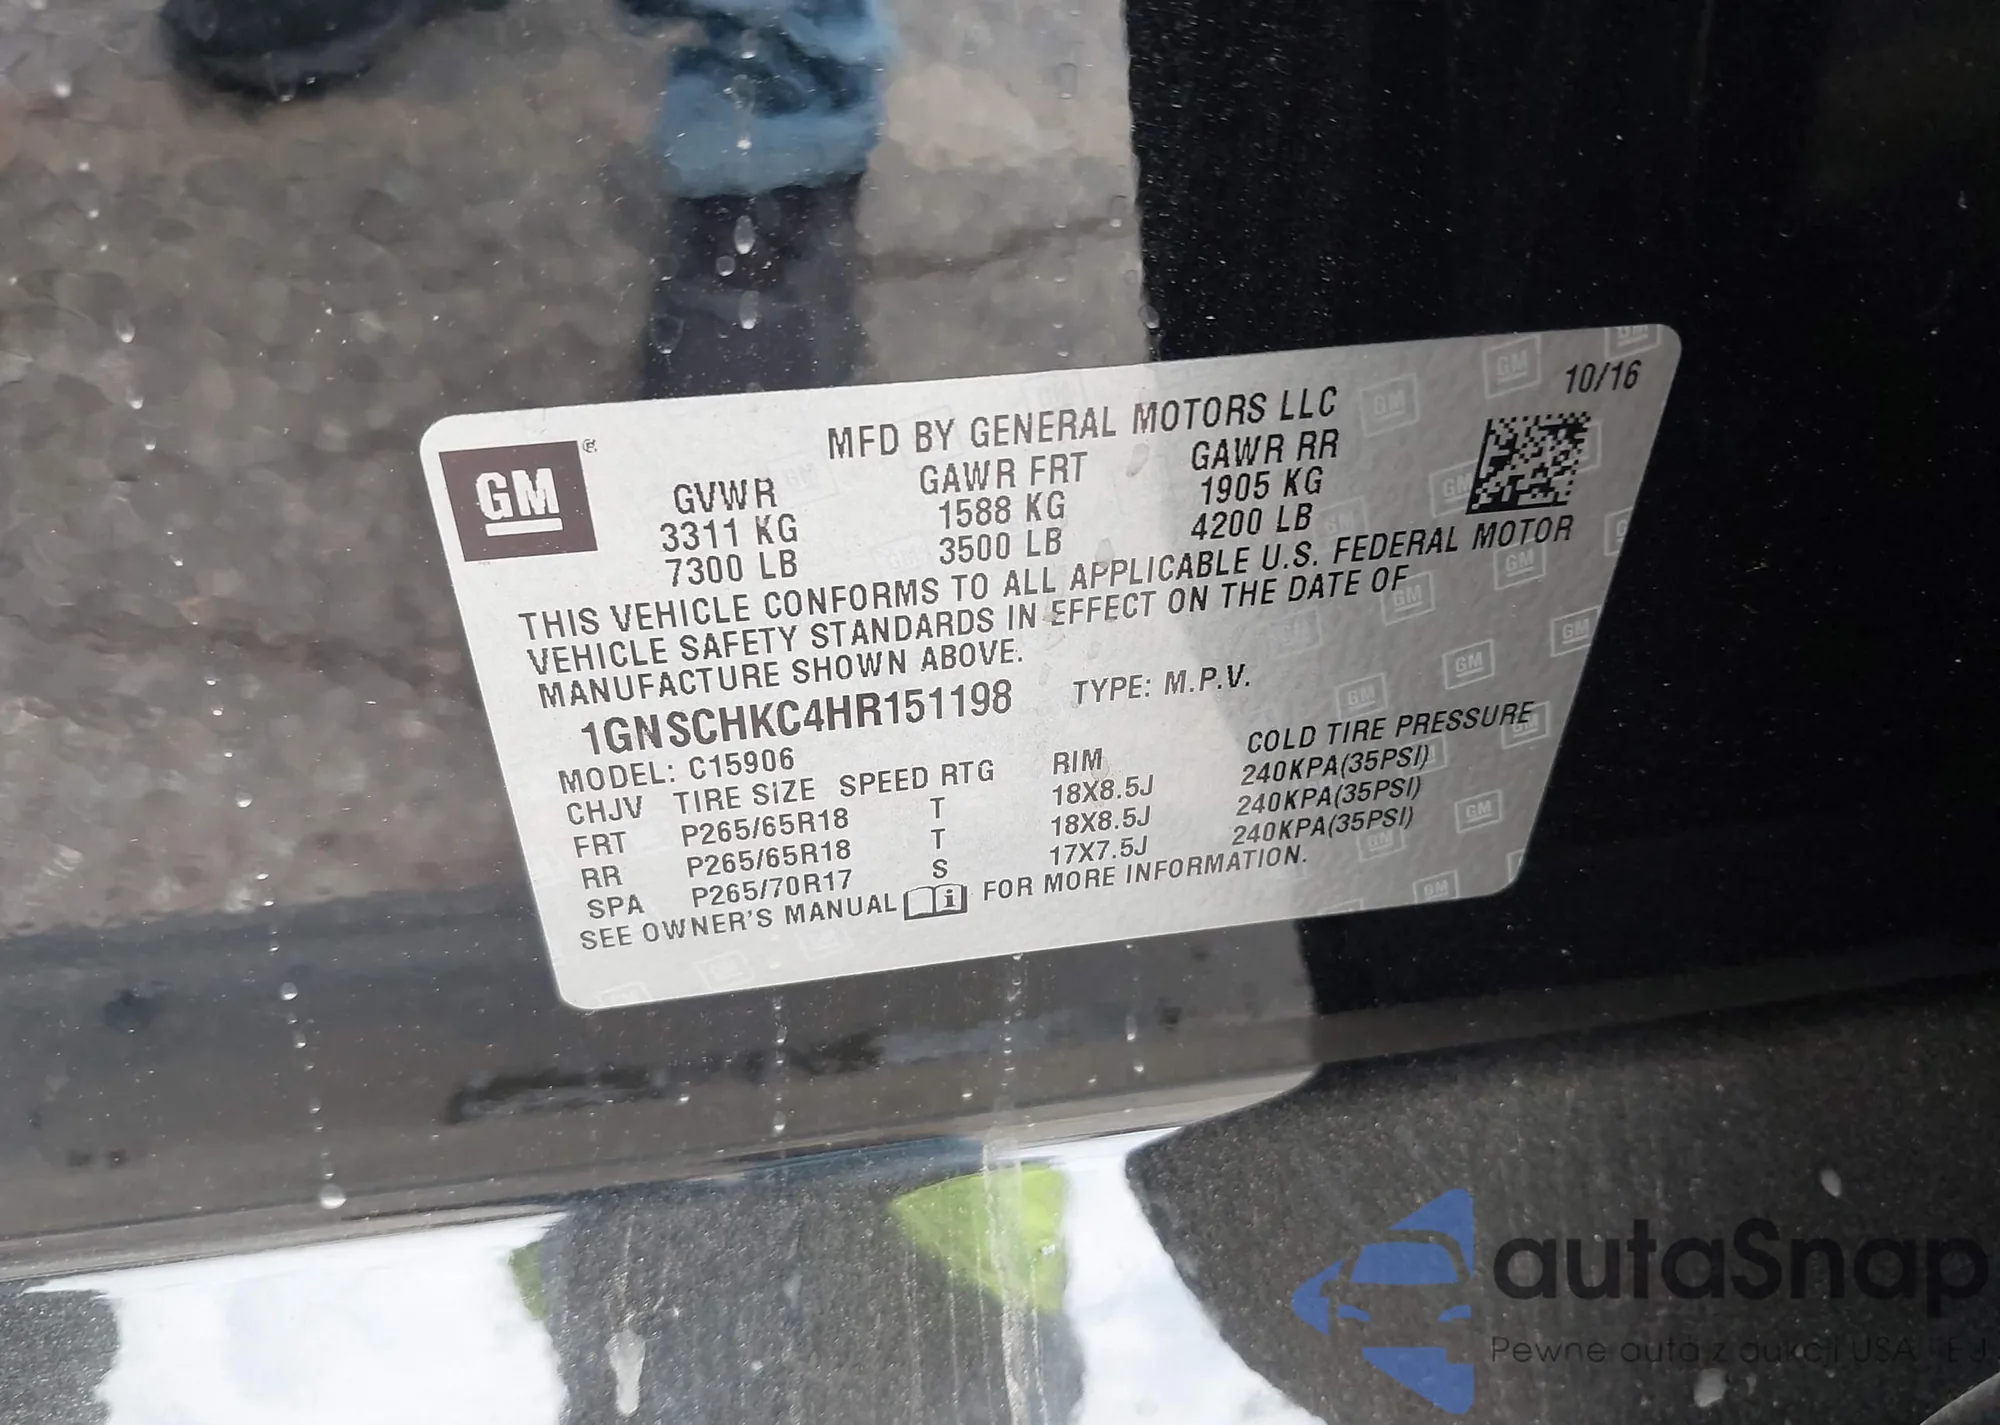 10/16
GM ®
MFD BY GENERAL MOTORS LLC
GVWR GAWR FRT GAWR RR
3311 KG 1588 KG 1905 KG
7300 LB 3500 LB 4200 LB
THIS VEHICLE CONFORMS TO ALL APPLICABLE U.S. FEDERAL MOTOR
VEHICLE SAFETY STANDARDS IN EFFECT ON THE DATE OF
MANUFACTURE SHOWN ABOVE.
1GNSCHKC4HR151198 TYPE: M.P.V.
MODEL: C15906
CHJV TIRE SIZE SPEED RTG RIM COLD TIRE PRESSURE
FRT P265/65R18 T 18X8.5J 240KPA(35PSI)
RR P265/65R18 T 18X8.5J 240KPA(35PSI)
SPA P265/70R17 S 17X7.5J 240KPA(35PSI)
SEE OWNER'S MANUAL i FOR MORE INFORMATION.
autaSnap
Pewne auta z aukcji USA